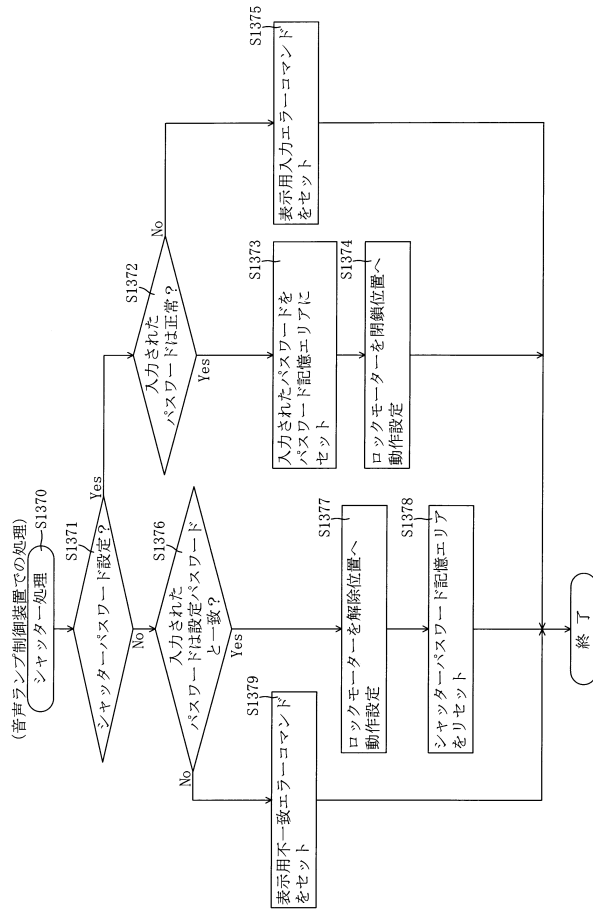 (音声ランプ制御装置での処理)
シャッター処理
S1370
シャッターパスワード設定?
S1371
Yes
No
入力された
パスワードは正常?
S1372
No
Yes
入力されたパスワードを
パスワード記憶エリアに
セット
S1373
ロックモーターを閉鎖位置へ
動作設定
S1374
表示用入力エラーコマンド
をセット
S1375
入力された
パスワードは設定パスワード
と一致?
S1376
No
Yes
ロックモーターを解除位置へ
動作設定
S1377
シャッターパスワード記憶エリア
をリセット
S1378
表示用不一致エラーコマンド
をセット
S1379
終了